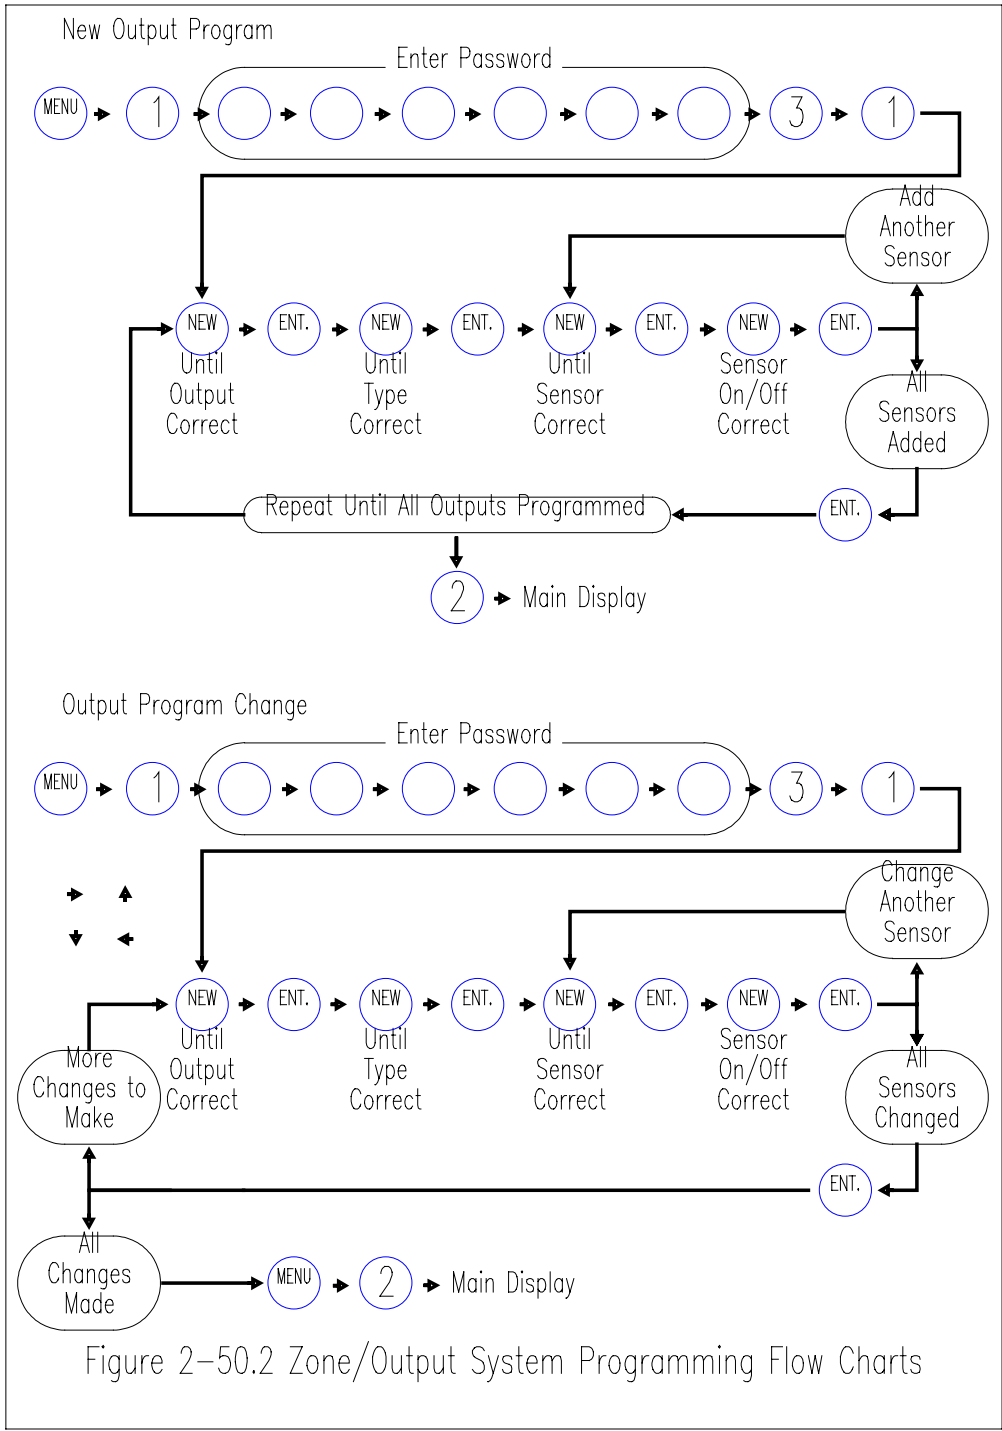 New Output Program
Enter Password
MENU 1 3 1
Add
Another
Sensor
NEW ENT. NEW ENT. NEW ENT. NEW ENT.
Until
Output
Correct
Until
Type
Correct
Until
Sensor
Correct
Sensor
On/Off
Correct
All
Sensors
Added
Repeat Until All Outputs Programmed
ENT.
2 Main Display
Output Program Change
Enter Password
MENU 1 3 1
Change
Another
Sensor
NEW ENT. NEW ENT. NEW ENT. NEW ENT.
More
Changes to
Make
Until
Output
Correct
Until
Type
Correct
Until
Sensor
Correct
Sensor
On/Off
Correct
All
Sensors
Changed
ENT.
All
Changes
Made
MENU 2 Main Display
Figure 2-50.2 Zone/Output System Programming Flow Charts